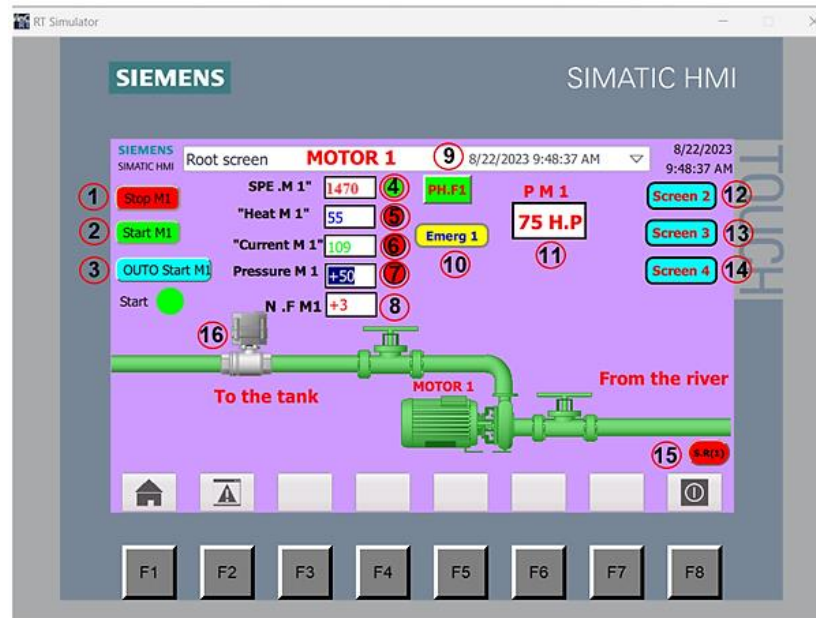 RT Simulator
SIEMENS
SIMATIC HMI
TOUCH
SIEMENS
SIMATIC HMI
Root screen
MOTOR 1
9
8/22/2023 9:48:37 AM
8/22/2023
9:48:37 AM
1
Stop M1
SPE .M 1"
1470
4
PH.F1
P M 1
Screen 2
12
2
Start M1
"Heat M 1"
55
5
75 H.P
Screen 3
13
"Current M 1"
109
6
Emerg 1
10
11
3
OUTO Start M1
Pressure M 1
+50
7
Screen 4
14
Start
N .F M1
+3
8
16
To the tank
MOTOR 1
From the river
15
S.R(1)
F1
F2
F3
F4
F5
F6
F7
F8